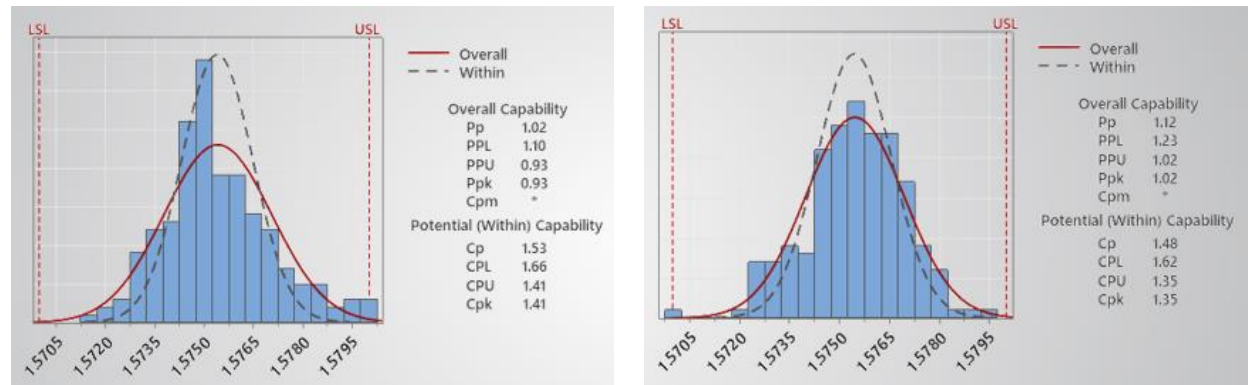 LSL USL
Overall
Within
Overall Capability
Pp 1.02
PPL 1.10
PPU 0.93
Ppk 0.93
Cpm *
Potential (Within) Capability
Cp 1.53
CPL 1.66
CPU 1.41
Cpk 1.41
1.5705 1.5720 1.5735 1.5750 1.5765 1.5780 1.5795
LSL USL
Overall
Within
Overall Capability
Pp 1.12
PPL 1.23
PPU 1.02
Ppk 1.02
Cpm *
Potential (Within) Capability
Cp 1.48
CPL 1.62
CPU 1.35
Cpk 1.35
1.5705 1.5720 1.5735 1.5750 1.5765 1.5780 1.5795